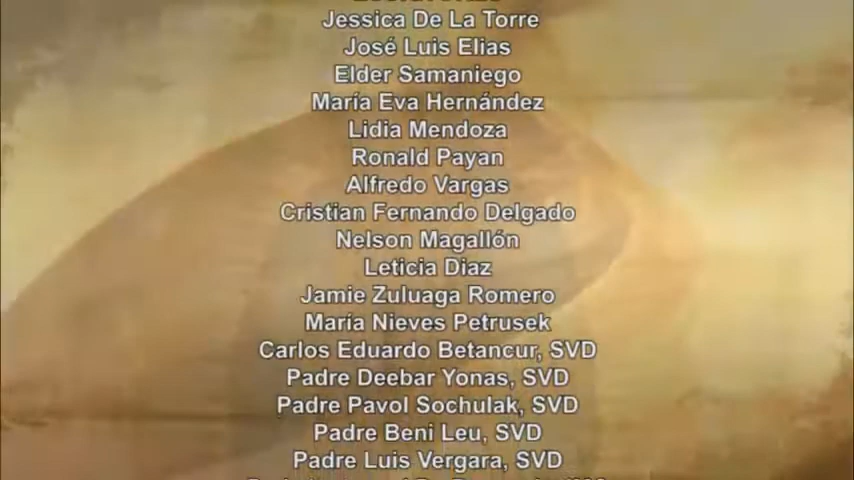 Jessica De La Torre
José Luis Elias
Elder Samaniego
María Eva Hernández
Lidia Mendoza
Ronald Payan
Alfredo Vargas
Cristian Fernando Delgado
Nelson Magallón
Leticia Diaz
Jamie Zuluaga Romero
María Nieves Petrusek
Carlos Eduardo Betancur, SVD
Padre Deebar Yonas, SVD
Padre Pavol Sochulak, SVD
Padre Beni Leu, SVD
Padre Luis Vergara, SVD